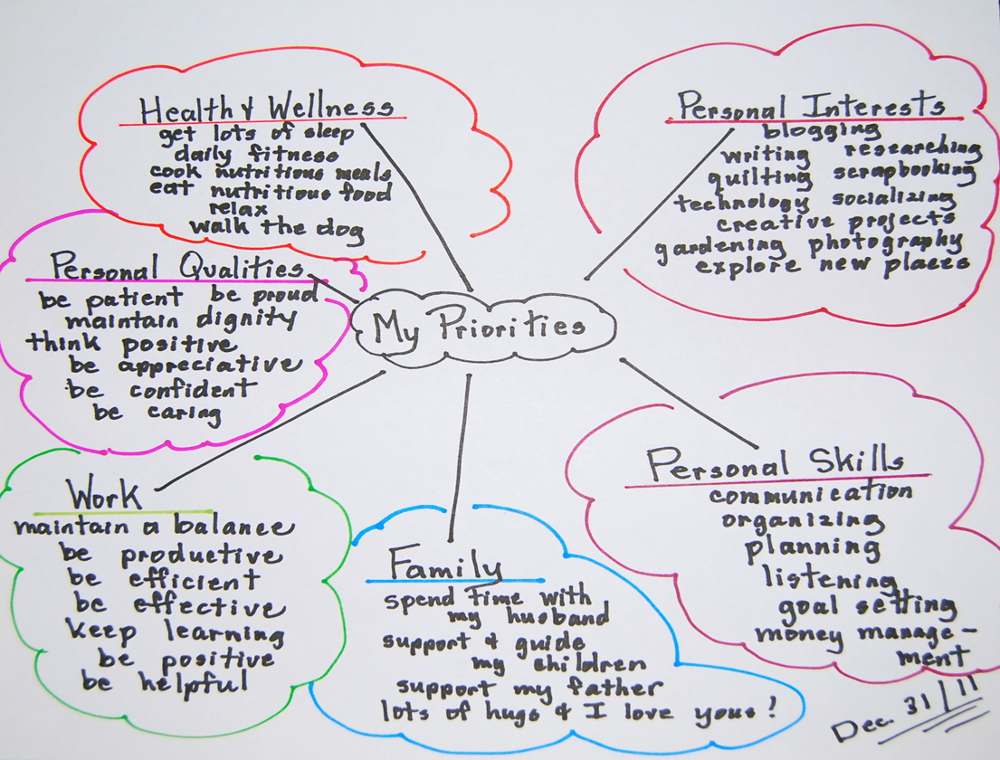 Health & Wellness
get lots of sleep
daily fitness
cook nutritious meals
eat nutritious food
relax
walk the dog
Personal Interests
blogging
writing researching
quilting scrapbooking
technology socializing
creative projects
gardening photography
explore new places
Personal Qualities
be patient be proud
maintain dignity
think positive
be appreciative
be confident
be caring
My Priorities
Work
maintain a balance
be productive
be efficient
be effective
keep learning
be positive
be helpful
Family
spend time with
my husband
support & guide
my children
support my father
lots of hugs & I love yous!
Personal Skills
communication
organizing
planning
listening
goal setting
money manage-
ment
Dec. 31/11